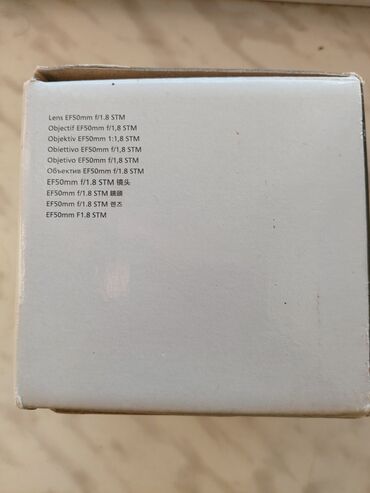 Lens EF50mm f/1.8 STM
Objectif EF50mm f/1,8 STM
Objektiv EF50mm 1:1,8 STM
Obiettivo EF50mm f/1,8 STM
Objetivo EF50mm f/1,8 STM
Объектив EF50mm f/1.8 STM
EF50mm f/1.8 STM 镜头
EF50mm f/1.8 STM 鏡頭
EF50mm f/1.8 STM 렌즈
EF50mm F1.8 STM